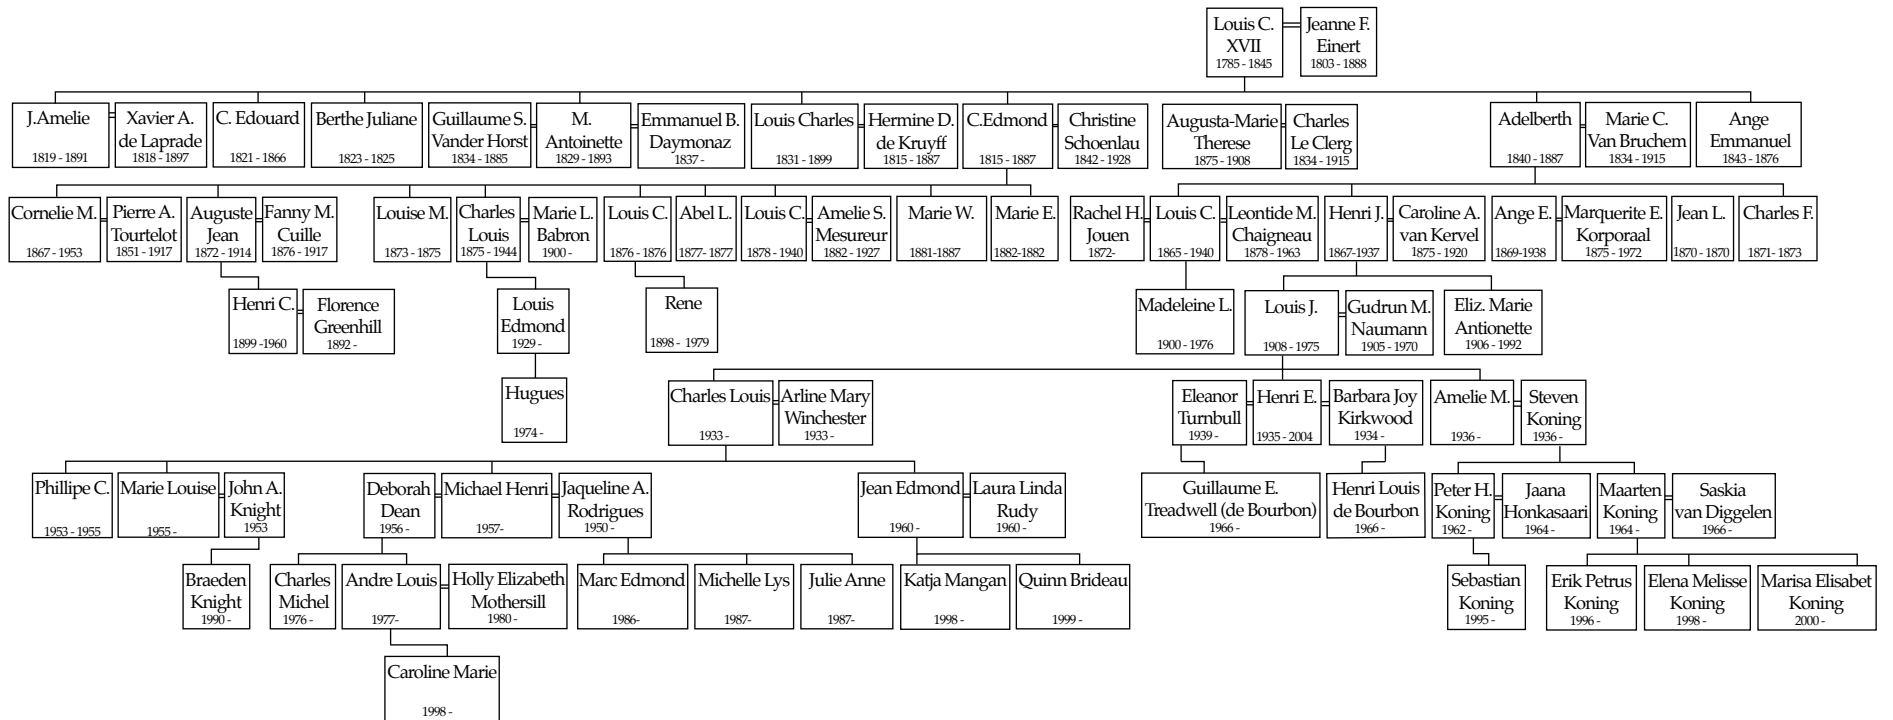 Louis C.
XVII
1785 - 1845
Jeanne F.
Einert
1803 - 1888
J.Amelie
1819 - 1891
Xavier A.
de Laprade
1818 - 1897
C. Edouard
1821 - 1866
Berthe Juliane
1823 - 1825
Guillaume S.
Vander Horst
1834 - 1885
M.
Antoinette
1829 - 1893
Emmanuel B.
Daymonaz
1837 -
Louis Charles
1831 - 1899
Hermine D.
de Kruyff
1815 - 1887
C.Edmond
1815 - 1887
Christine
Schoenlau
1842 - 1928
Augusta-Marie
Therese
1875 - 1908
Charles
Le Clerg
1834 - 1915
Adelberth
1840 - 1887
Marie C.
Van Bruchem
1834 - 1915
Ange
Emmanuel
1843 - 1876
Cornelie M.
1867 - 1953
Pierre A.
Tourtelot
1851 - 1917
Auguste
Jean
1872 - 1914
Fanny M.
Cuille
1876 - 1917
Louise M.
1873 - 1875
Charles
Louis
1875 - 1944
Marie L.
Babron
1900 -
Louis C.
1876 - 1876
Abel L.
1877- 1877
Louis C.
1878 - 1940
Amelie S.
Mesureur
1882 - 1927
Marie W.
1881-1887
Marie E.
1882-1882
Rachel H.
Jouen
1872-
Louis C.
1865 - 1940
Leontide M.
Chaigneau
1878 - 1963
Henri J.
1867-1937
Caroline A.
van Kervel
1875 - 1920
Ange E.
1869-1938
Marquerite E.
Korporaal
1875 - 1972
Jean L.
1870 - 1870
Charles F.
1871- 1873
Henri C.
1899 -1960
Florence
Greenhill
1892 -
Louis
Edmond
1929 -
Rene
1898 - 1979
Madeleine L.
1900 - 1976
Louis J.
1908 - 1975
Gudrun M.
Naumann
1905 - 1970
Eliz. Marie
Antionette
1906 - 1992
Hugues
1974 -
Charles Louis
1933 -
Arline Mary
Winchester
1933 -
Eleanor
Turnbull
1939 -
Henri E.
1935 - 2004
Barbara Joy
Kirkwood
1934 -
Amelie M.
1936 -
Steven
Koning
1936 -
Phillipe C.
1953 - 1955
Marie Louise
1955 -
John A.
Knight
1953
Deborah
Dean
1956 -
Michael Henri
1957-
Jaqueline A.
Rodrigues
1950 -
Jean Edmond
1960 -
Laura Linda
Rudy
1960 -
Guillaume E.
Treadwell (de Bourbon)
1966 -
Henri Louis
de Bourbon
1966 -
Peter H.
Koning
1962 -
Jaana
Honkasaari
1964 -
Maarten
Koning
1964 -
Saskia
van Diggelen
1966 -
Braeden
Knight
1990 -
Charles
Michel
1976 -
Andre Louis
1977-
Holly Elizabeth
Mothersill
1980 -
Marc Edmond
1986-
Michelle Lys
1987-
Julie Anne
1987-
Katja Mangan
1998 -
Quinn Brideau
1999 -
Sebastian
Koning
1995 -
Erik Petrus
Koning
1996 -
Elena Melisse
Koning
1998 -
Marisa Elisabet
Koning
2000 -
Caroline Marie
1998 -